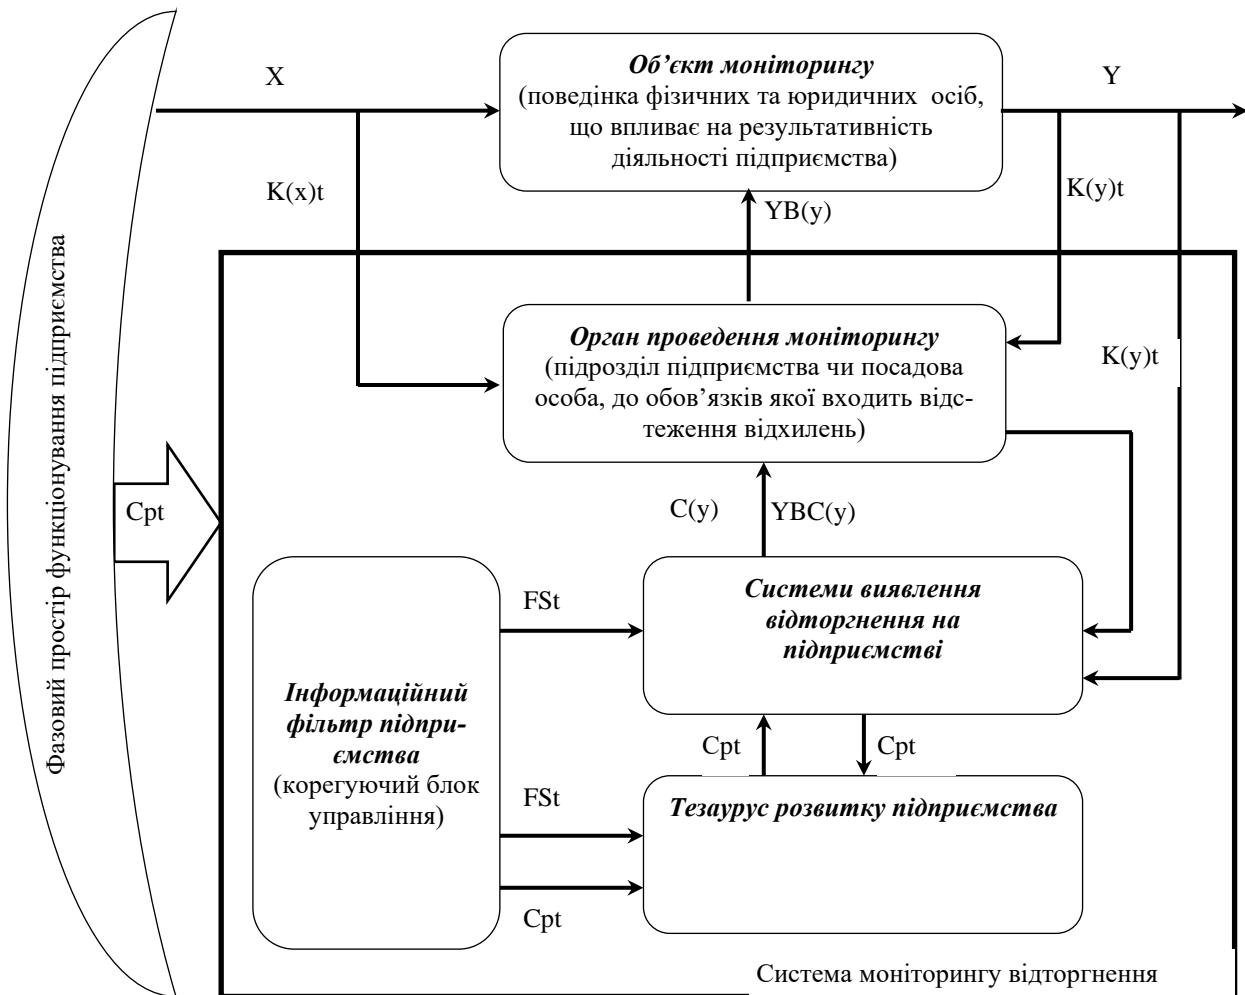 X
Об’єкт моніторингу
(поведінка фізичних та юридичних осіб,
що впливає на результативність
діяльності підприємства)
Y
K(x)t
YB(y)
K(y)t
Фазовий простір функціонування підприємства
Орган проведення моніторингу
(підрозділ підприємства чи посадова
особа, до обов’язків якої входить відс-
теження відхилень)
K(y)t
Cpt
C(y)
YBC(y)
FSt
Системи виявлення
відторгнення на
підприємстві
Інформаційний
фільтр підпри-
ємства
(корегуючий блок
управління)
Cpt
Cpt
FSt
Тезаурус розвитку підприємства
Cpt
Система моніторингу відторгнення